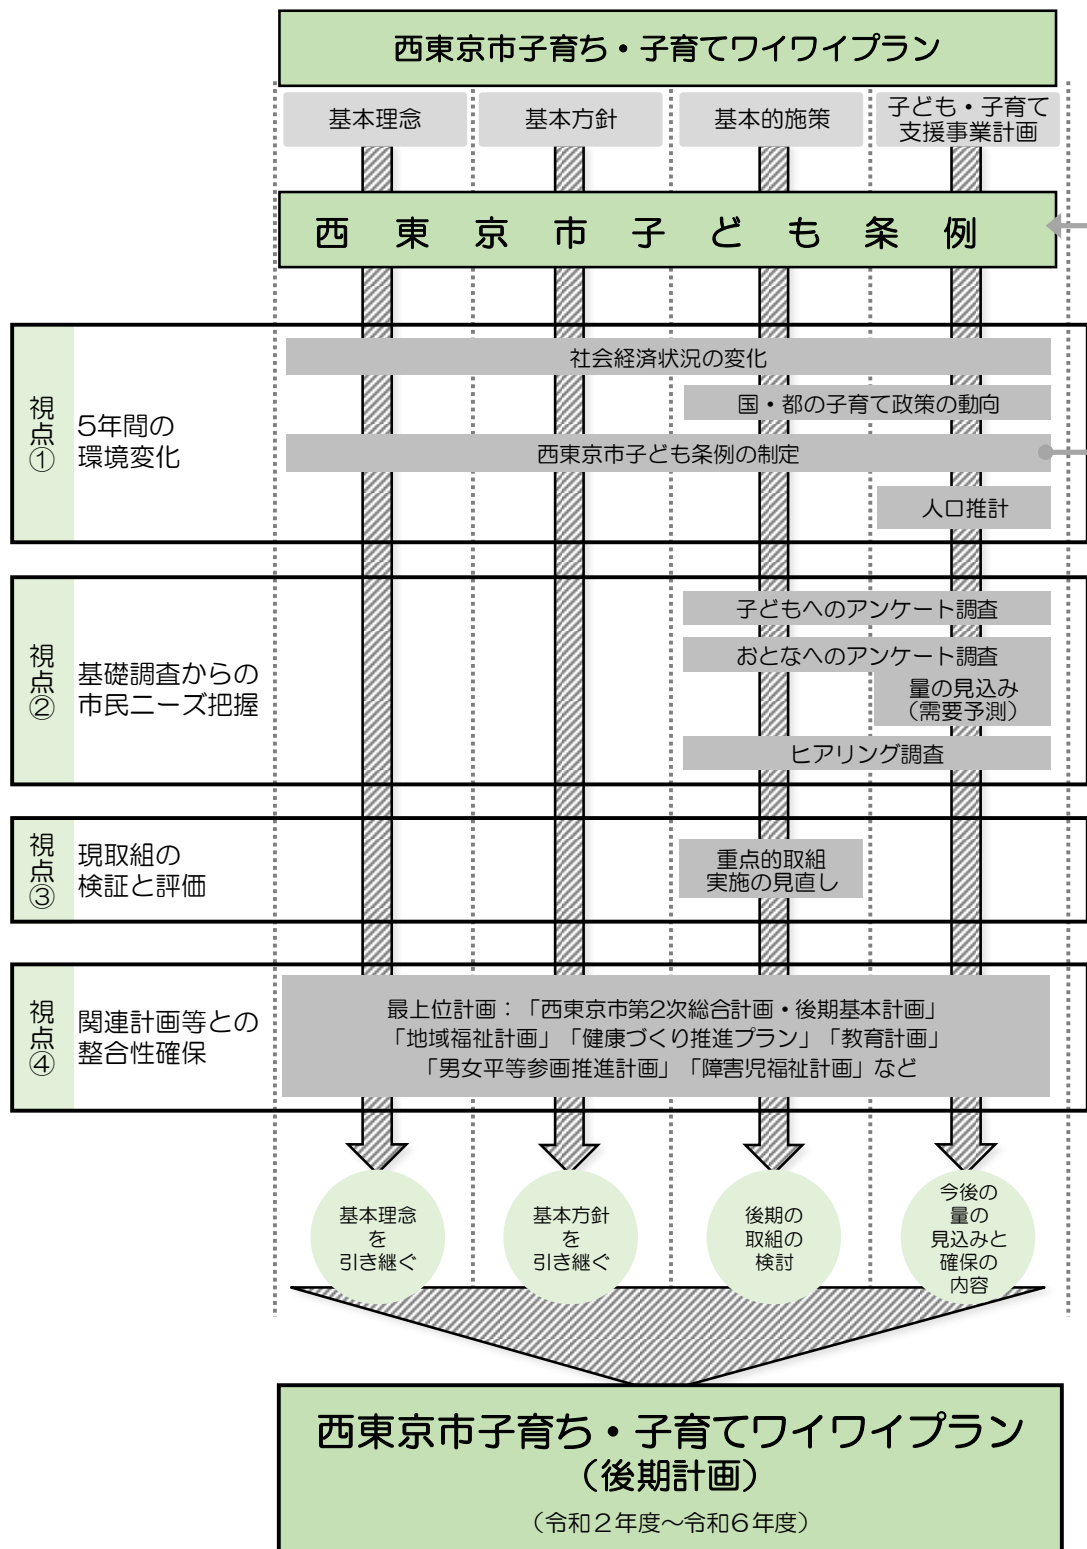 西東京市子育ち・子育てワイワイプラン
基本理念
基本方針
基本的施策
子ども・子育て
支援事業計画
西東京市子ども条例
視点①
5年間の
環境変化
社会経済状況の変化
国・都の子育て政策の動向
西東京市子ども条例の制定
人口推計
視点②
基礎調査からの
市民ニーズ把握
子どもへのアンケート調査
おとなへのアンケート調査
量の見込み
（需要予測）
ヒアリング調査
視点③
現取組の
検証と評価
重点的取組
実施の見直し
視点④
関連計画等との
整合性確保
最上位計画：「西東京市第2次総合計画・後期基本計画」
「地域福祉計画」「健康づくり推進プラン」「教育計画」
「男女平等参画推進計画」「障害児福祉計画」など
基本理念
を
引き継ぐ
基本方針
を
引き継ぐ
後期の
取組の
検討
今後の
量の
見込みと
確保の
内容
西東京市子育ち・子育てワイワイプラン
（後期計画）
（令和２年度～令和６年度）